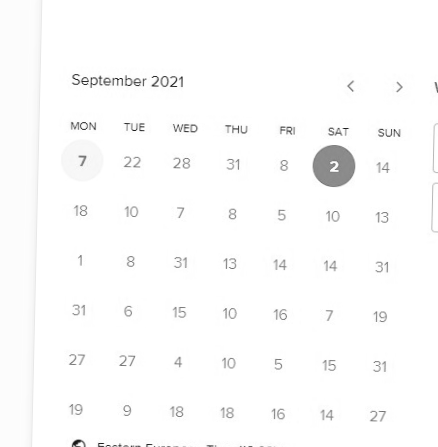 September 2021 < >
MON TUE WED THU FRI SAT SUN
7 22 28 31 8 2 14
18 10 7 8 5 10 13
1 8 31 13 14 14 31
31 6 15 10 16 7 19
27 27 4 10 5 15 31
19 9 18 18 16 14 27